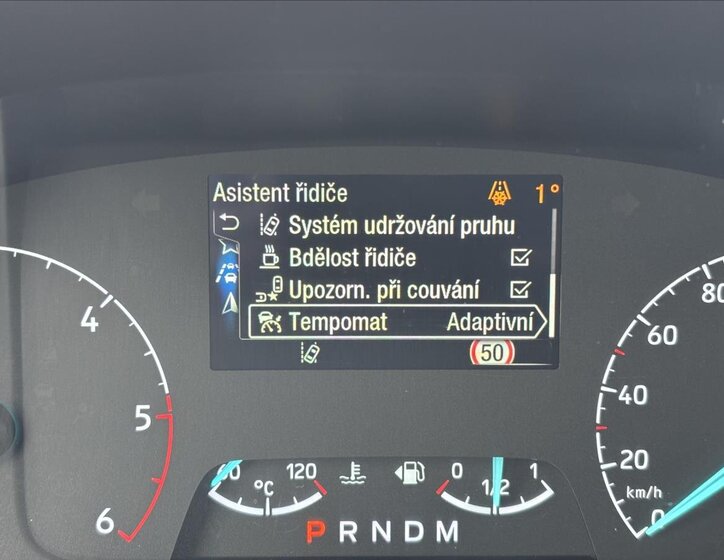 Asistent řidiče 1°
Systém udržování pruhu
Bdělost řidiče
Upozorn. při couvání
Tempomat Adaptivní
50
4
5
6
80
60
40
20
0
km/h
60 °C 120
0 1/2 1
P R N D M